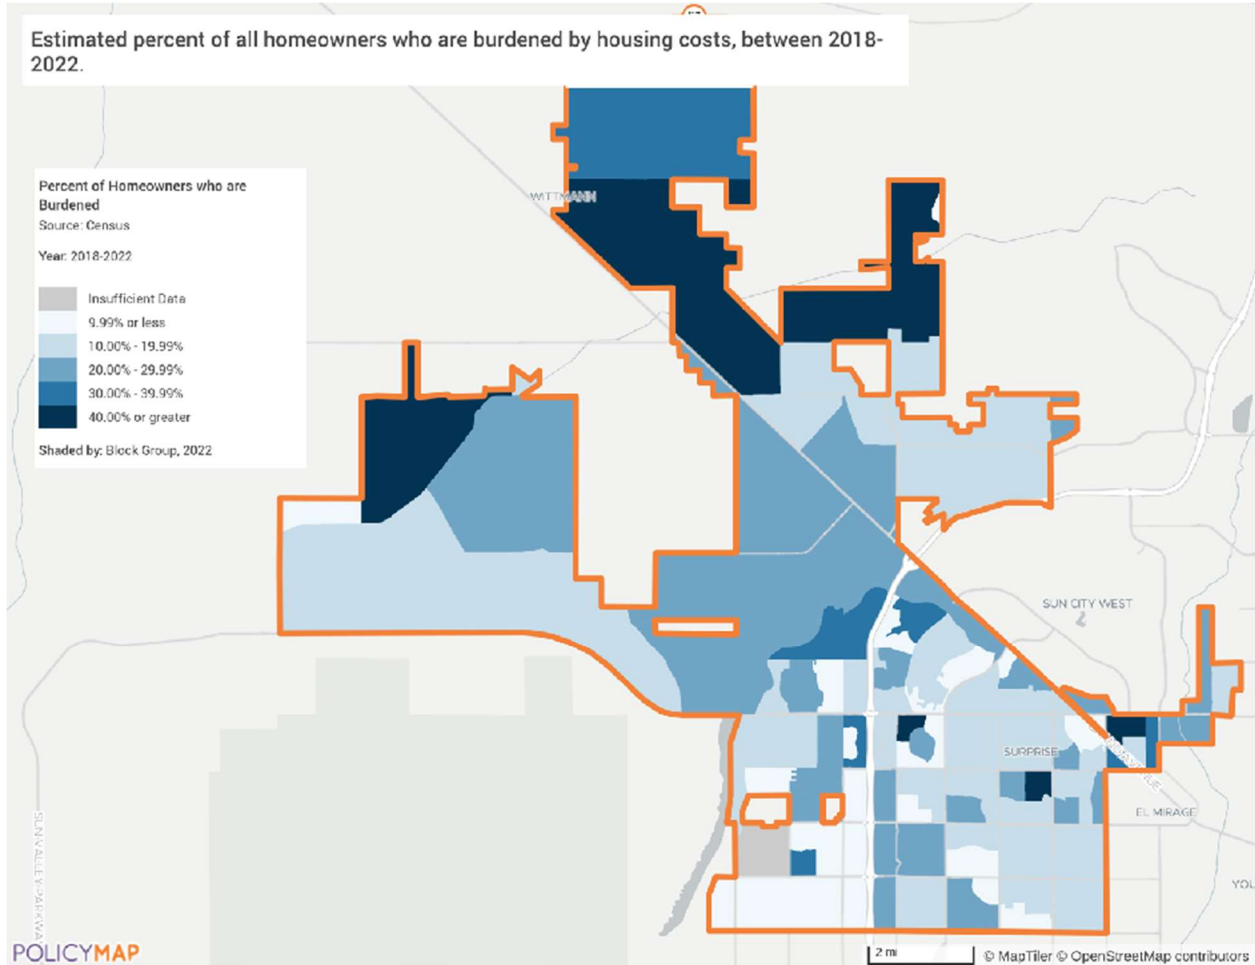 Estimated percent of all homeowners who are burdened by housing costs, between 2018-
2022.
Percent of Homeowners who are
Burdened
Source: Census
Year: 2018-2022
Insufficient Data
9.99% or less
10.00% - 19.99%
20.00% - 29.99%
30.00% - 39.99%
40.00% or greater
Shaded by: Block Group, 2022
WITTMANN
SUN CITY WEST
SURPRISE
EL MIRAGE
YOU
POLICYMAP
2 mi
© MapTiler © OpenStreetMap contributors